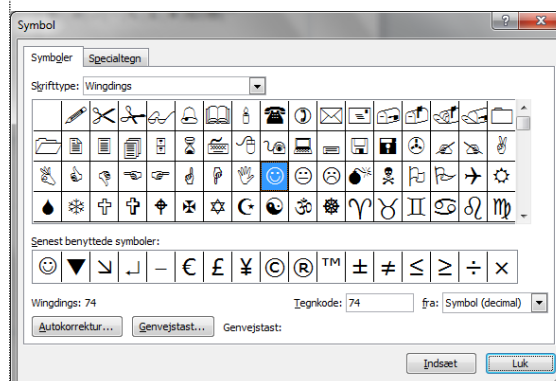 Symbol
Symboler Specialtegn
Skrifttype: Wingdings
Senest benyttede symboler:
☺ ▼ ↘ ↵ – € £ ¥ © ® ™ ± ≠ ≤ ≥ ÷ ×
Wingdings: 74 Tegnkode: 74 fra: Symbol (decimal)
Autokorrektur... Genvejstast... Genvejstast:
Indsæt Luk